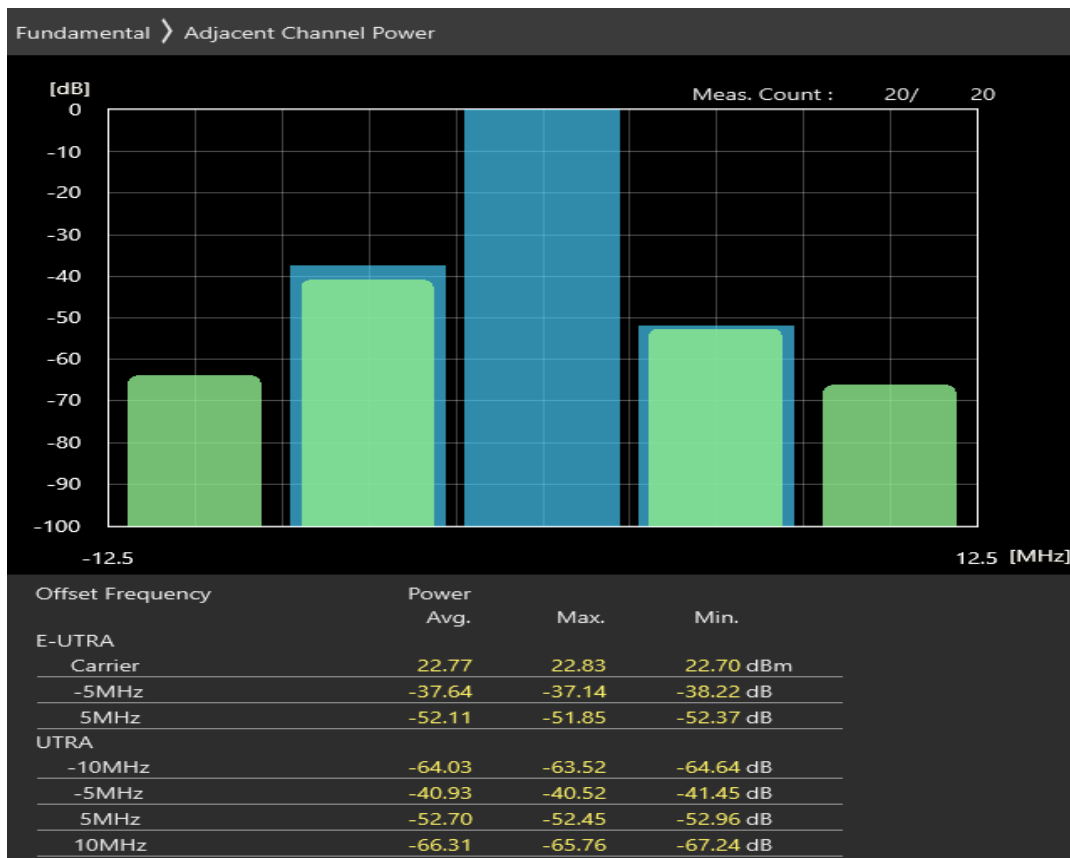 Fundamental 〉 Adjacent Channel Power
[dB]
Meas. Count : 20/ 20
0
-10
-20
-30
-40
-50
-60
-70
-80
-90
-100
-12.5 12.5 [MHz]
Offset Frequency Power
Avg. Max. Min.
E-UTRA
Carrier 22.77 22.83 22.70 dBm
-5MHz -37.64 -37.14 -38.22 dB
5MHz -52.11 -51.85 -52.37 dB
UTRA
-10MHz -64.03 -63.52 -64.64 dB
-5MHz -40.93 -40.52 -41.45 dB
5MHz -52.70 -52.45 -52.96 dB
10MHz -66.31 -65.76 -67.24 dB